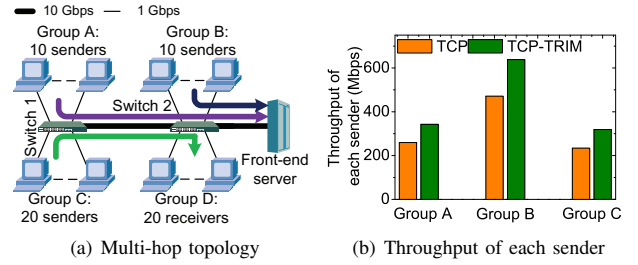 10 Gbps 1 Gbps
Group A:
10 senders
Group B:
10 senders
Switch 1
Switch 2
Front-end
server
Group C:
20 senders
Group D:
20 receivers
(a) Multi-hop topology
Throughput of
each sender (Mbps)
TCP TCP-TRIM
600
400
200
0
Group A Group B Group C
(b) Throughput of each sender